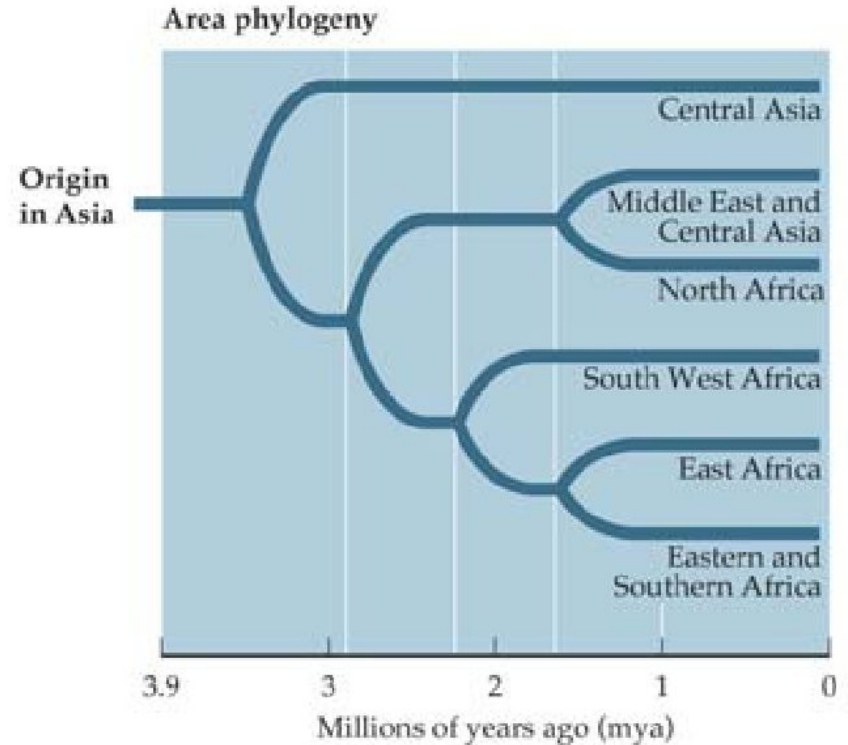 Area phylogeny
Central Asia
Origin
in Asia
Middle East and
Central Asia
North Africa
South West Africa
East Africa
Eastern and
Southern Africa
3.9 3 2 1 0
Millions of years ago (mya)